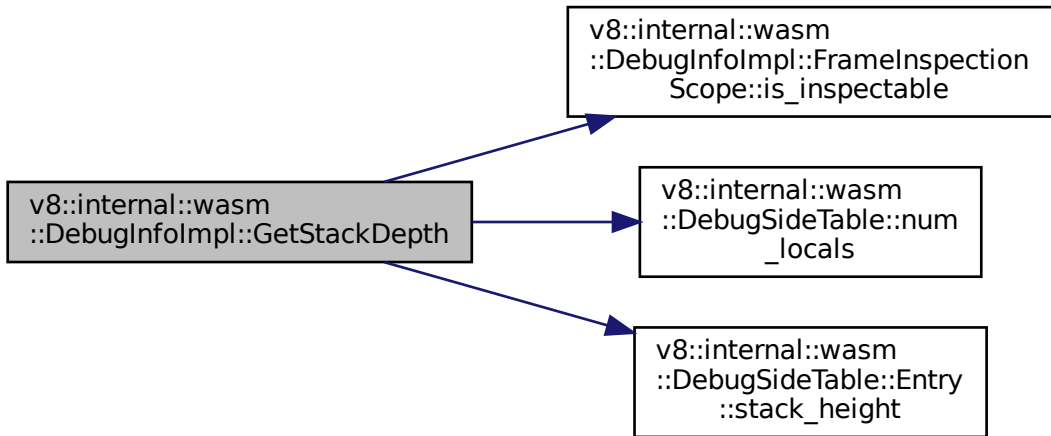 v8::internal::wasm
::DebugInfoImpl::FrameInspection
Scope::is_inspectable
v8::internal::wasm
::DebugInfoImpl::GetStackDepth
v8::internal::wasm
::DebugSideTable::num
_locals
v8::internal::wasm
::DebugSideTable::Entry
::stack_height